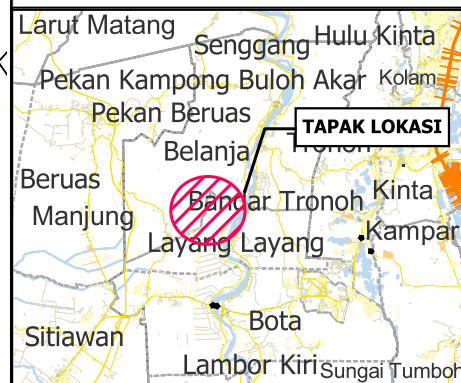 Larut Matang
Senggang
Hulu Kinta
Pekan Kampong Buloh Akar
Kolam
Pekan Beruas
TAPAK LOKASI
Belanja
Tronoh
Beruas
Bandar Tronoh
Kinta
Manjung
Kampar
Layang Layang
Bota
Sitiawan
Lambor Kiri
Sungai Tumboh